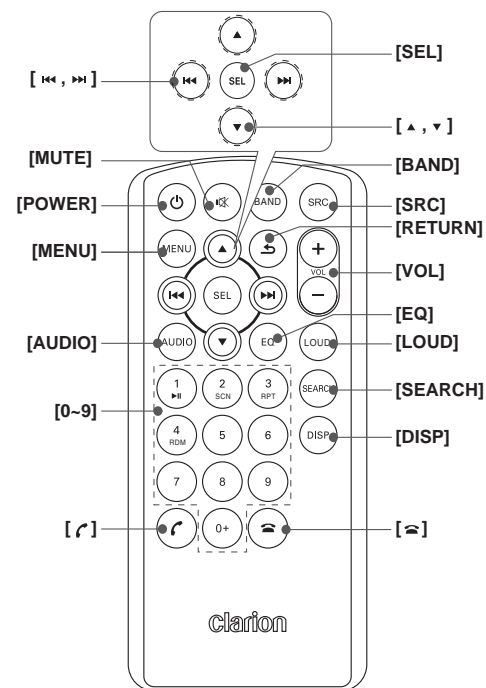 [SEL]
SEL
[ ⏮ , ⏭ ]
[ ▲ , ▼ ]
[MUTE]
[BAND]
[POWER]
BAND
SRC
[SRC]
[RETURN]
[MENU]
MENU
+
VOL
[VOL]
−
SEL
[EQ]
[AUDIO]
AUDIO
EQ
LOUD
[LOUD]
1
2
3
▶II
SCN
RPT
SEARCH
[SEARCH]
[0~9]
4
5
6
RDM
DISP
[DISP]
7
8
9
[ ]
0+
[ ]
clarion